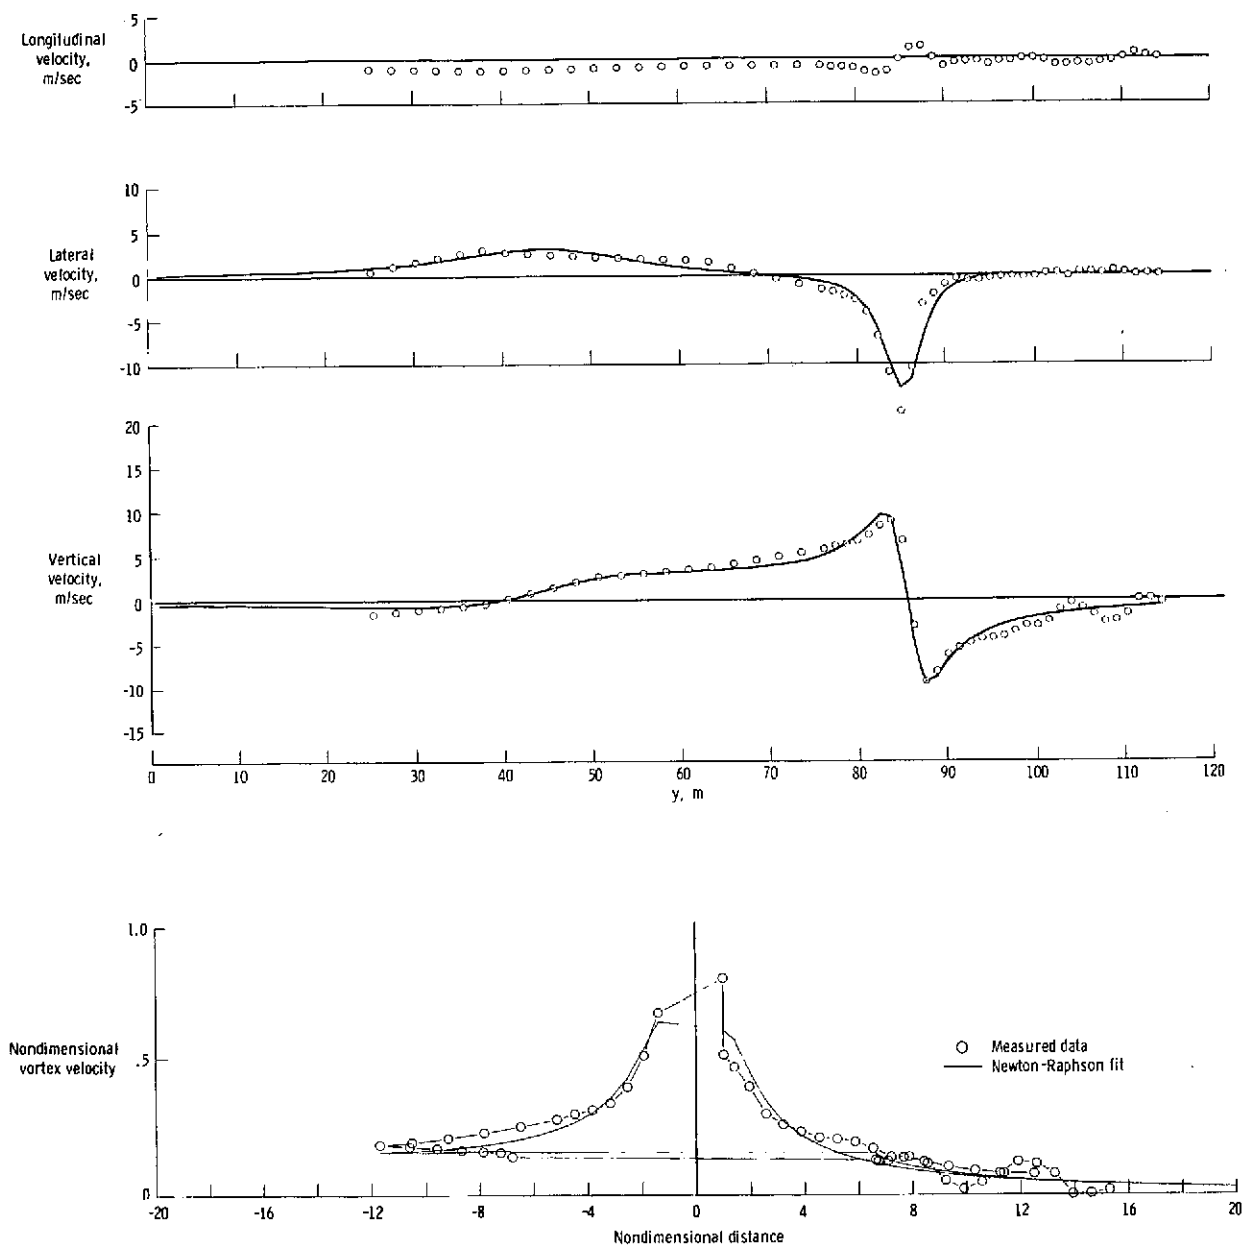 Longitudinal
velocity,
m/sec
5
0
-5
Lateral
velocity,
m/sec
10
5
0
-5
-10
Vertical
velocity,
m/sec
20
15
10
5
0
-5
-10
-15
0 10 20 30 40 50 60 70 80 90 100 110 120
y, m
Nondimensional
vortex velocity
1.0
.5
0
-20 -16 -12 -8 -4 0 4 8 12 16 20
Nondimensional distance
Measured data
Newton-Raphson fit